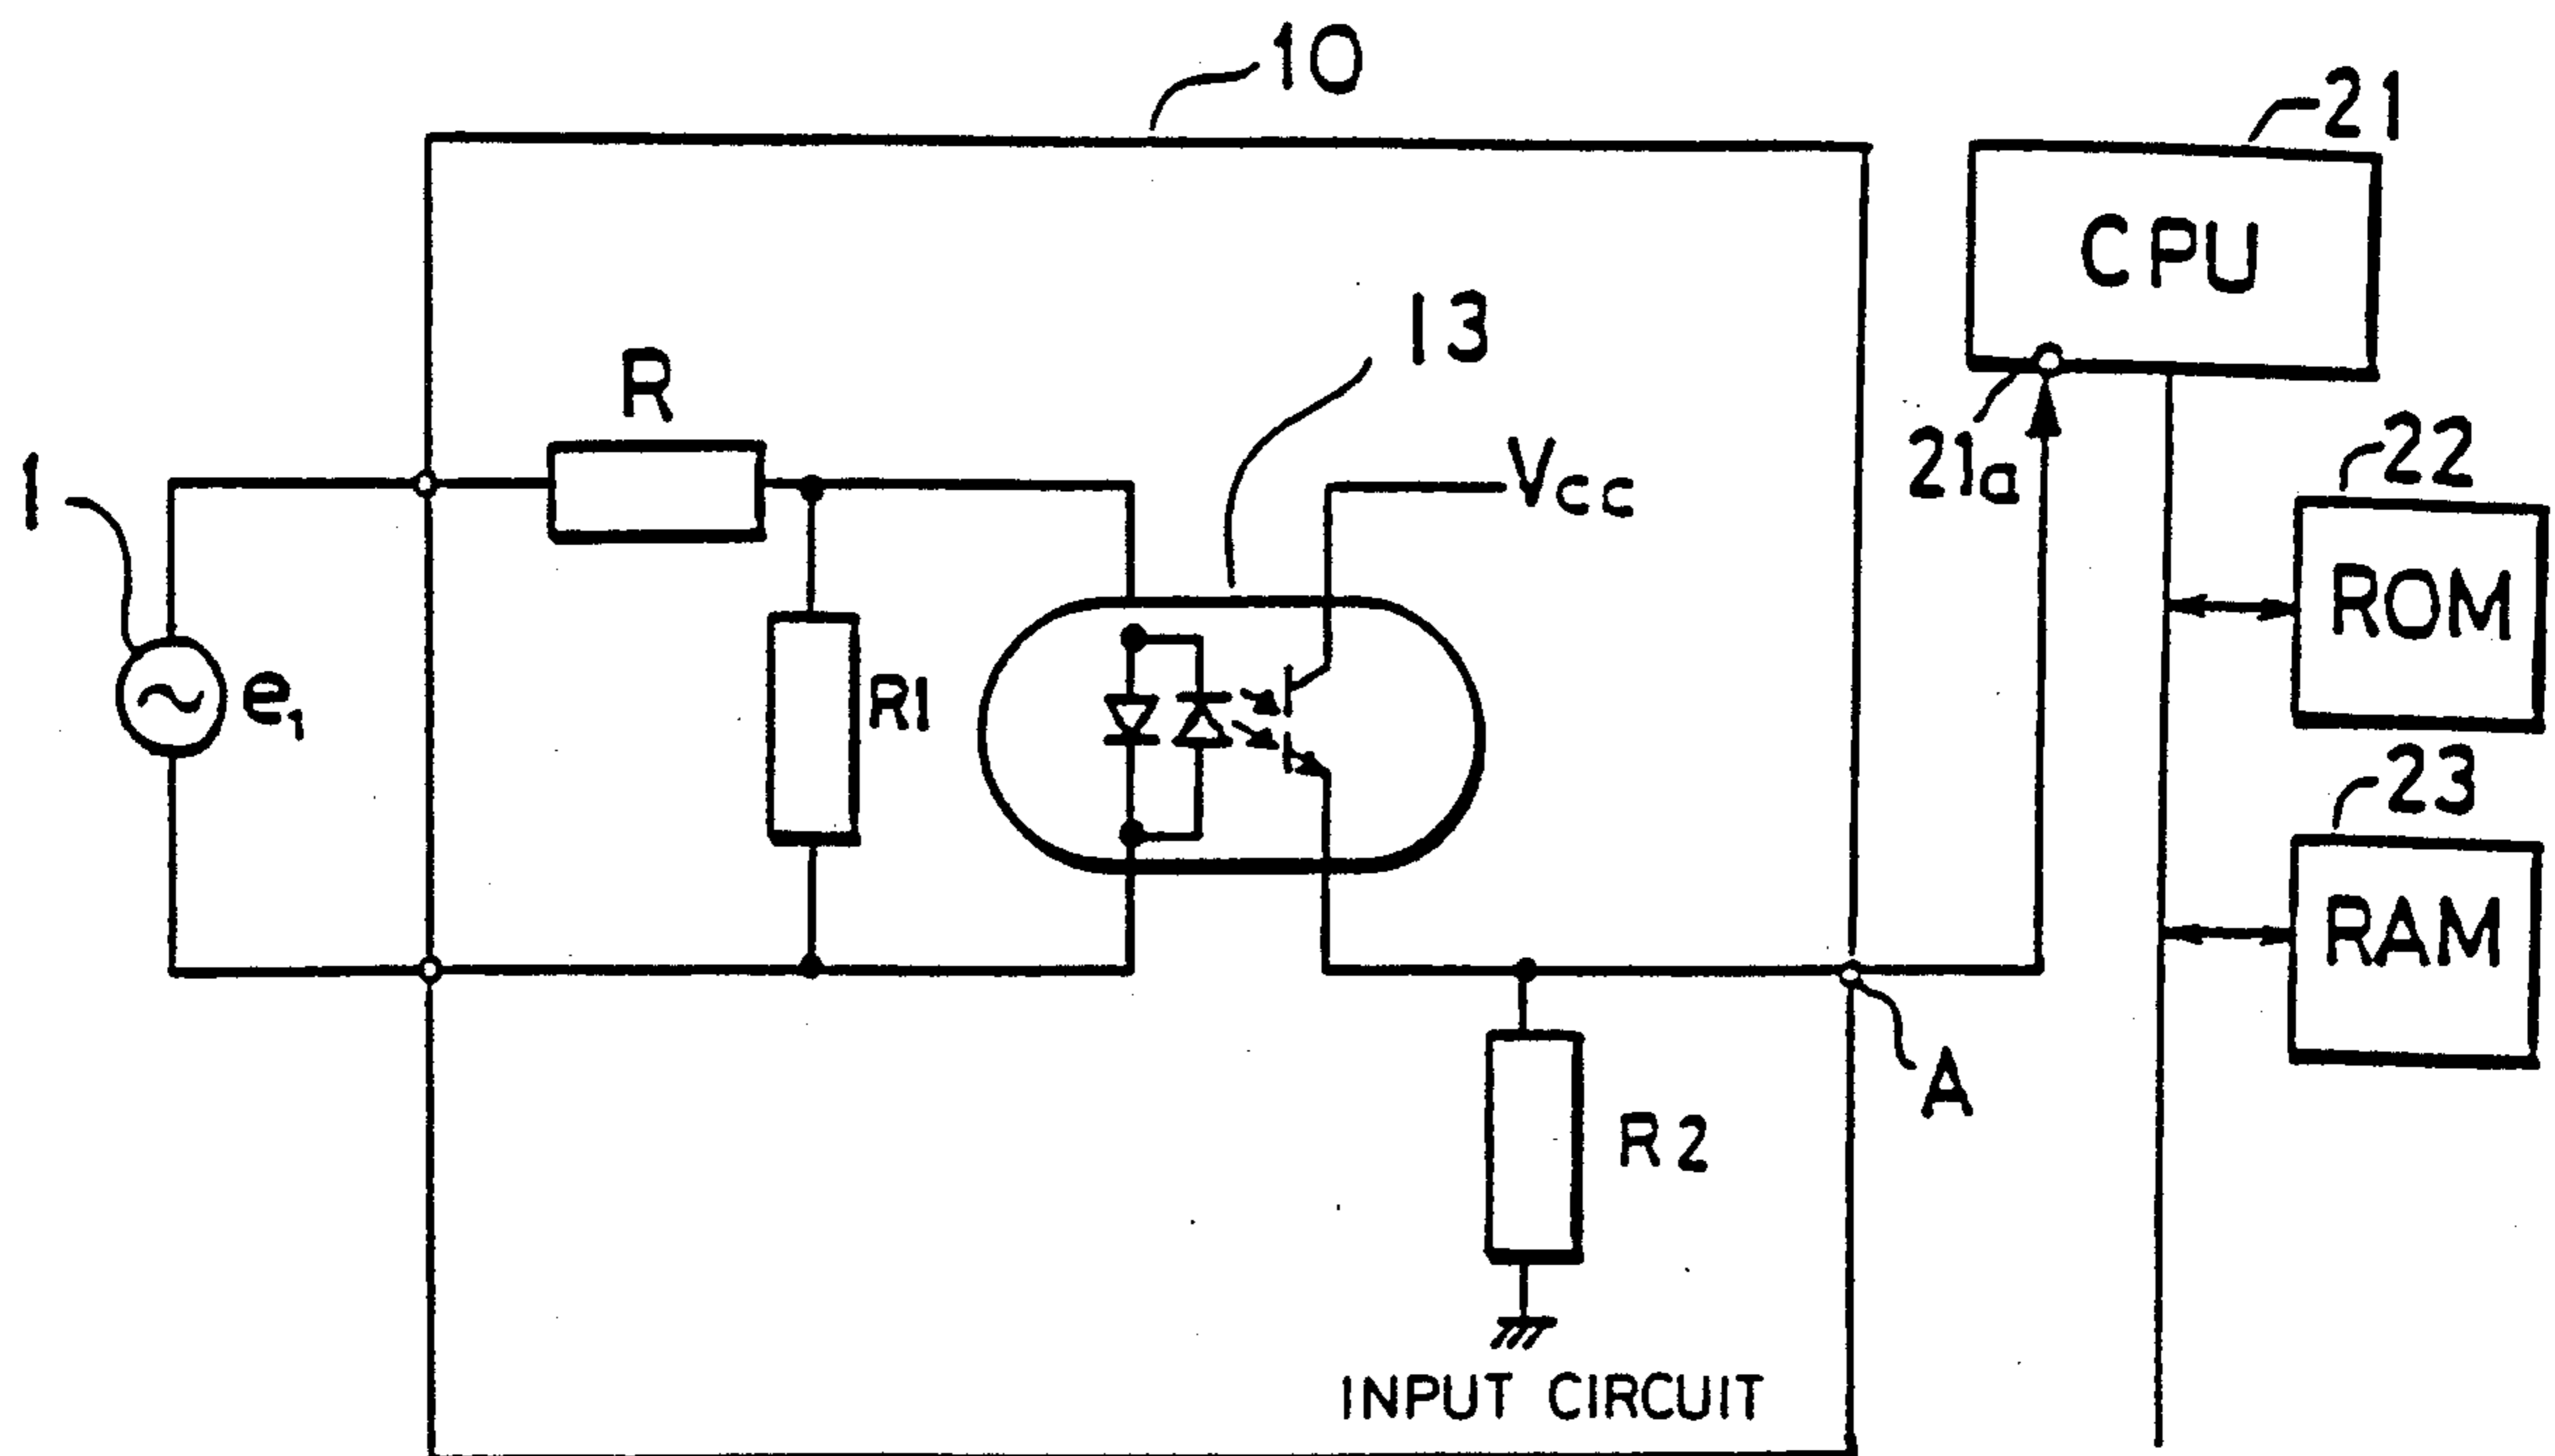 10
21
CPU
13
R
Vcc
21a
22
ROM
1
e₁
R1
23
RAM
A
R2
INPUT CIRCUIT